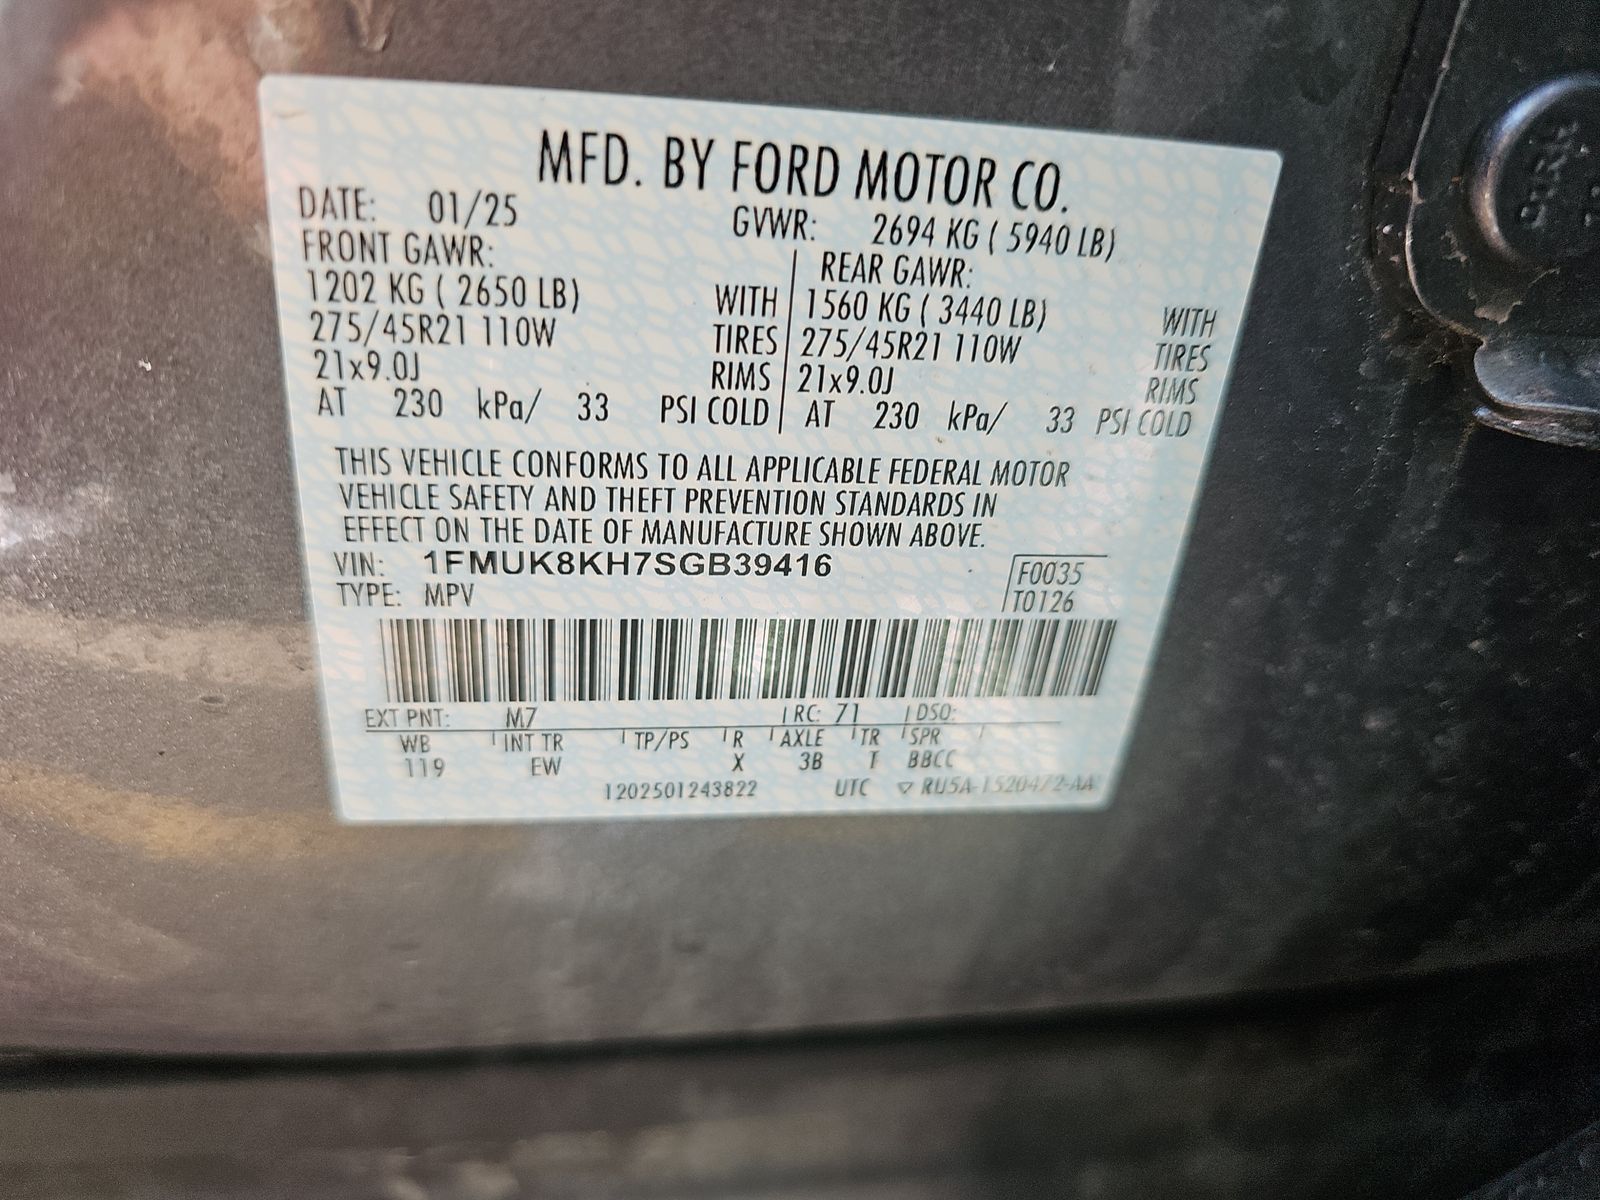 MFD. BY FORD MOTOR CO.
DATE: 01/25 GVWR: 2694 KG ( 5940 LB)
FRONT GAWR: REAR GAWR:
1202 KG ( 2650 LB) WITH 1560 KG ( 3440 LB) WITH
275/45R21 110W TIRES 275/45R21 110W TIRES
21x9.0J RIMS 21x9.0J RIMS
AT 230 kPa/ 33 PSI COLD AT 230 kPa/ 33 PSI COLD
THIS VEHICLE CONFORMS TO ALL APPLICABLE FEDERAL MOTOR
VEHICLE SAFETY AND THEFT PREVENTION STANDARDS IN
EFFECT ON THE DATE OF MANUFACTURE SHOWN ABOVE.
VIN: 1FMUK8KH7SGB39416 F0035
TYPE: MPV T0126
EXT PNT: M7 RC: 71 DSO:
WB INT TR TP/PS R AXLE TR SPR
119 EW X 3B T BBCC
1202501243822 UTC ▽ RU5A-1520472-AA